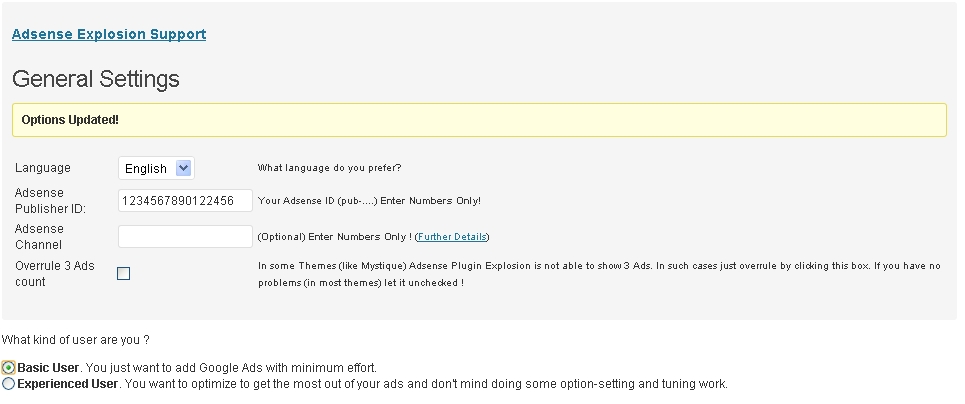 Adsense Explosion Support
General Settings
Options Updated!
Language English What language do you prefer?
Adsense Publisher ID: 1234567890122456 Your Adsense ID (pub-....) Enter Numbers Only!
Adsense Channel (Optional) Enter Numbers Only ! (Further Details)
Overrule 3 Ads count In some Themes (like Mystique) Adsense Plugin Explosion is not able to show 3 Ads. In such cases just overrule by clicking this box. If you have no
problems (in most themes) let it unchecked !
What kind of user are you ?
Basic User. You just want to add Google Ads with minimum effort.
Experienced User. You want to optimize to get the most out of your ads and don't mind doing some option-setting and tuning work.